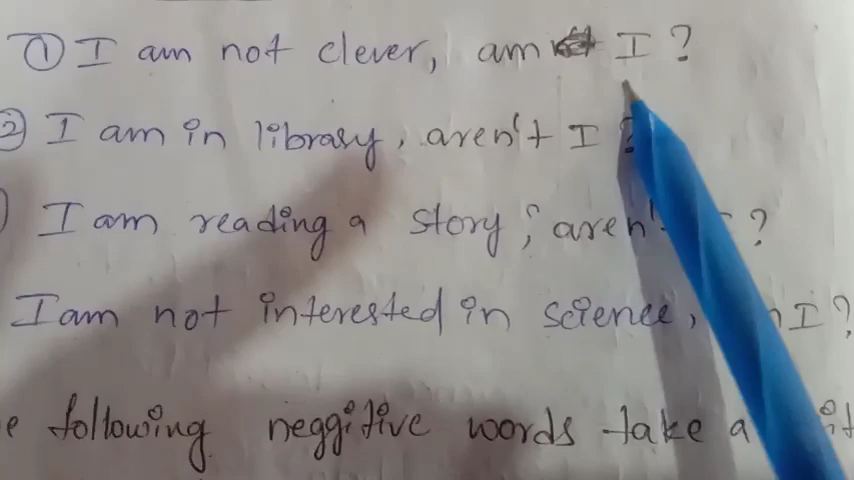 ① I am not clever, am I?
② I am in library, aren't I?
I am reading a story, aren't ?
I am not interested in science, I?
following neggitive words take a